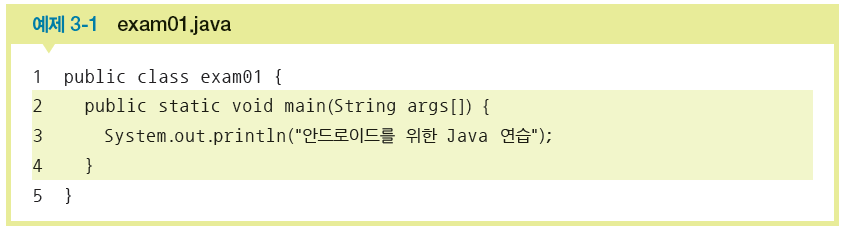 예제 3-1 exam01.java
1 public class exam01 {
2 public static void main(String args[]) {
3 System.out.println("안드로이드를 위한 Java 연습");
4 }
5 }